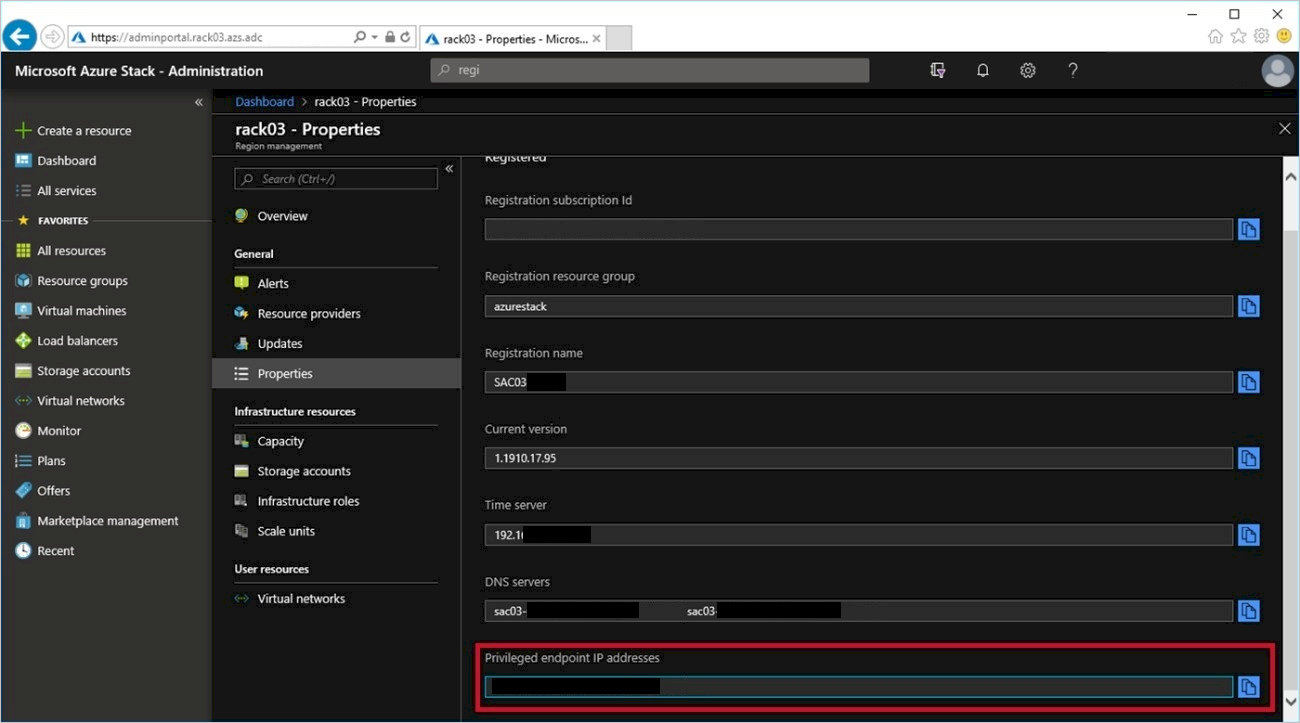 https://adminportal.rack03.azs.adc
rack03 - Properties - Micros...
Microsoft Azure Stack - Administration
regi
Create a resource
Dashboard
All services
FAVORITES
All resources
Resource groups
Virtual machines
Load balancers
Storage accounts
Virtual networks
Monitor
Plans
Offers
Marketplace management
Recent
Dashboard > rack03 - Properties
rack03 - Properties
Region management
Search (Ctrl+/)
Overview
General
Alerts
Resource providers
Updates
Properties
Infrastructure resources
Capacity
Storage accounts
Infrastructure roles
Scale units
User resources
Virtual networks
Registered
Registration subscription Id
Registration resource group
azurestack
Registration name
SAC03
Current version
1.1910.17.95
Time server
192.1
DNS servers
sac03- sac03-
Privileged endpoint IP addresses